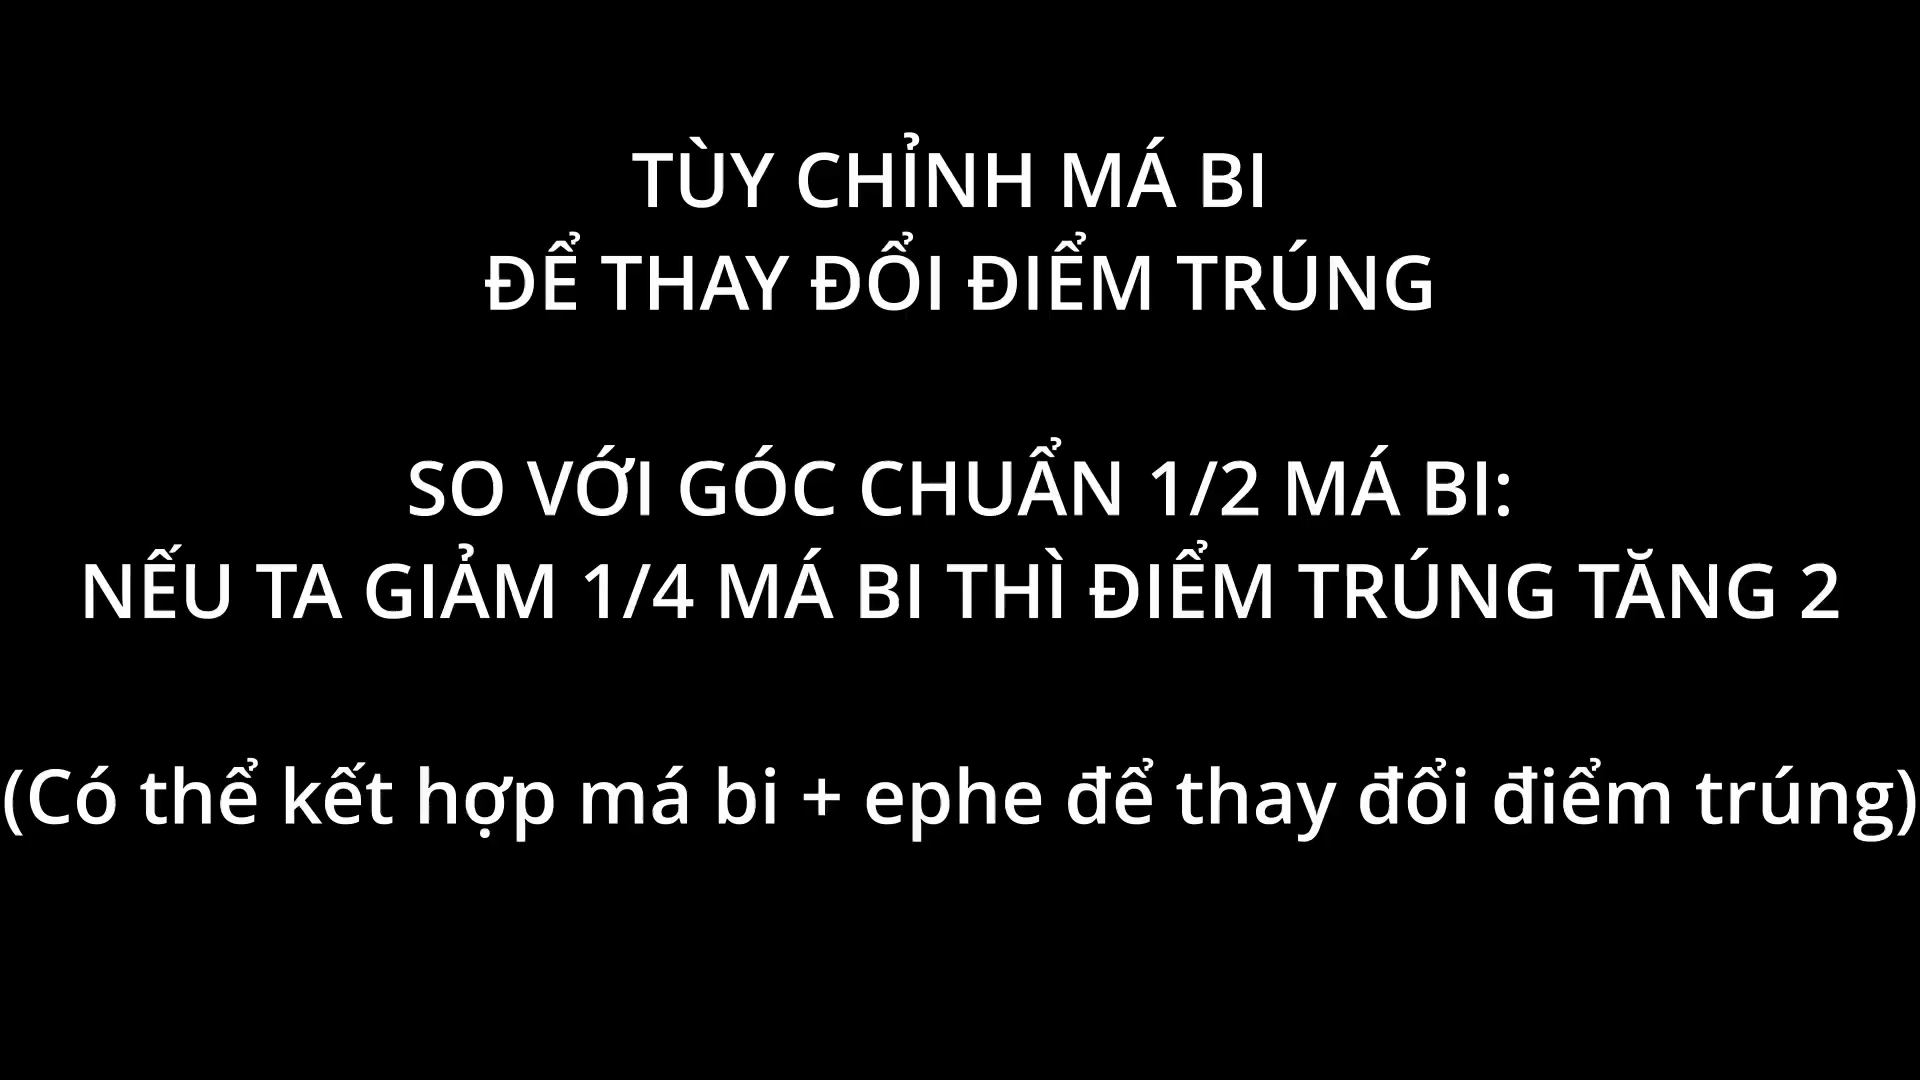 TÙY CHỈNH MÁ BI
ĐỂ THAY ĐỔI ĐIỂM TRÚNG
SO VỚI GÓC CHUẨN 1/2 MÁ BI:
NẾU TA GIẢM 1/4 MÁ BI THÌ ĐIỂM TRÚNG TĂNG 2
(Có thể kết hợp má bi + ephe để thay đổi điểm trúng)